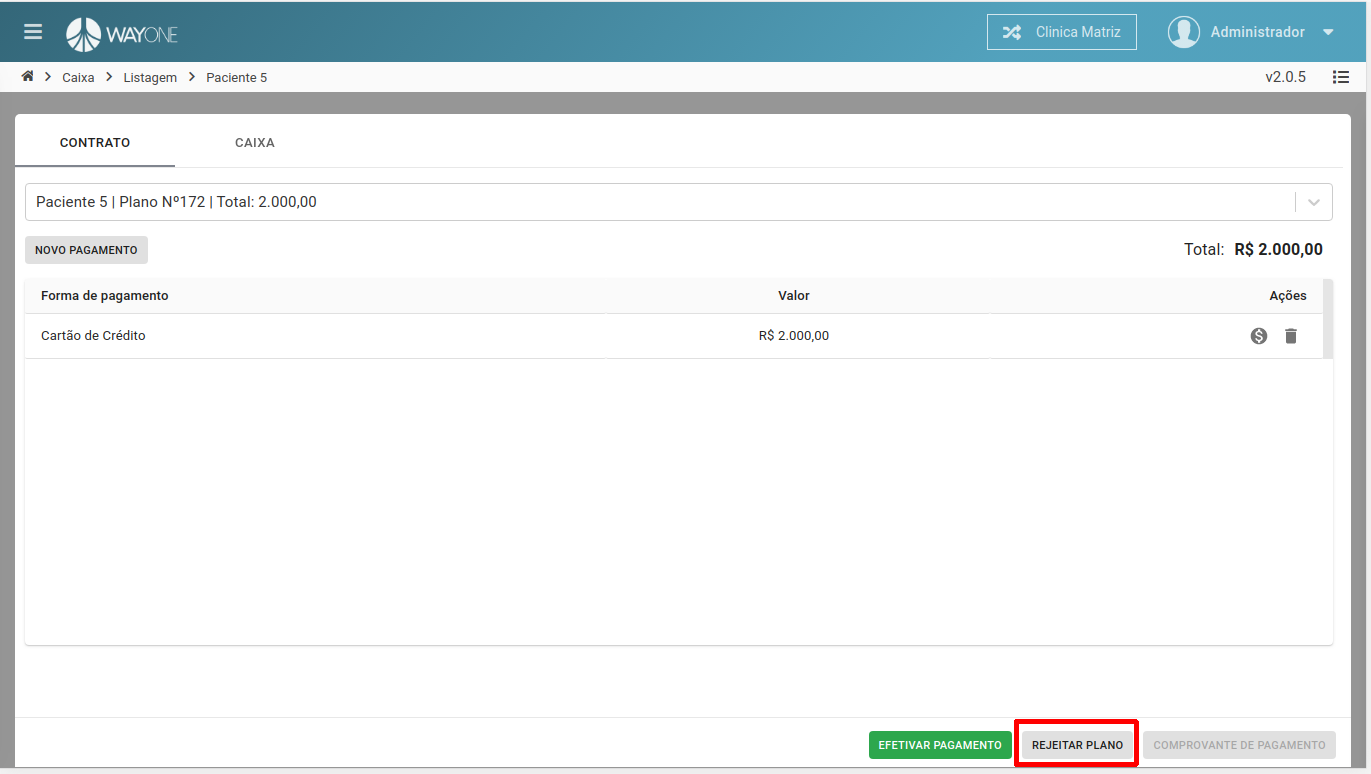 WAYONE
Clinica Matriz
Administrador
Caixa
Listagem
Paciente 5
v2.0.5
CONTRATO
CAIXA
Paciente 5 | Plano Nº172 | Total: 2.000,00
NOVO PAGAMENTO
Total: R$ 2.000,00
Forma de pagamento
Valor
Ações
Cartão de Crédito
R$ 2.000,00
EFETIVAR PAGAMENTO
REJEITAR PLANO
COMPROVANTE DE PAGAMENTO